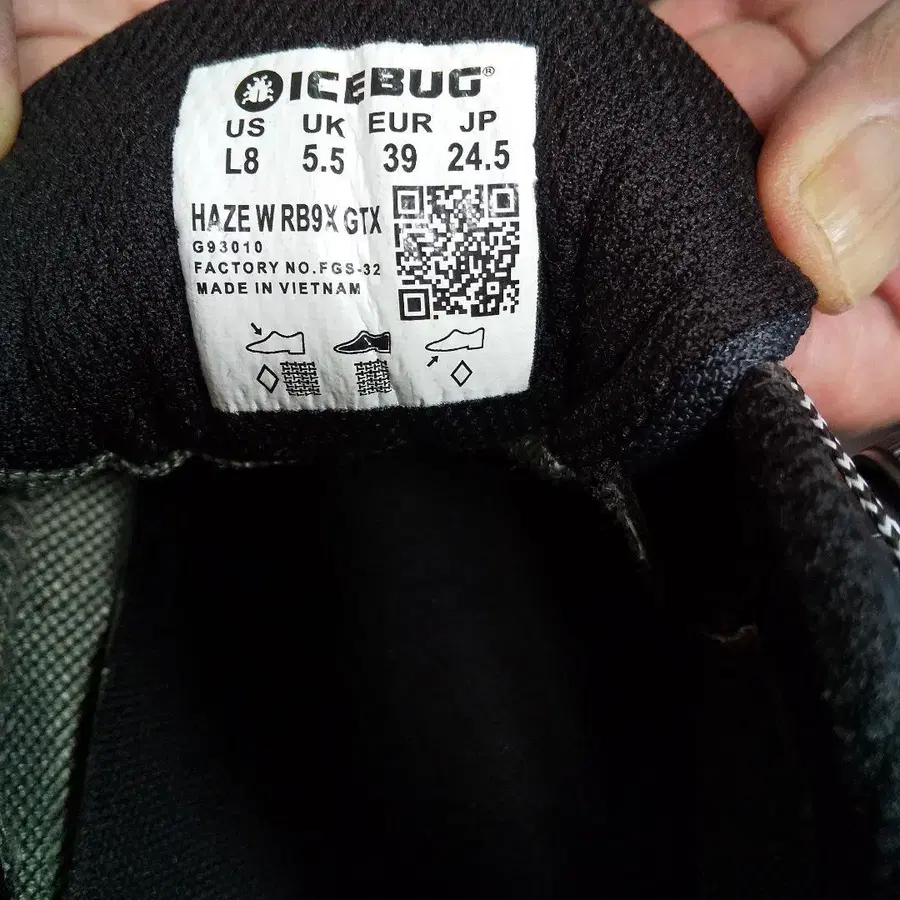 ICEBUG®
US UK EUR JP
L8 5.5 39 24.5
HAZE W RB9X GTX
G93010
FACTORY NO.FGS-32
MADE IN VIETNAM